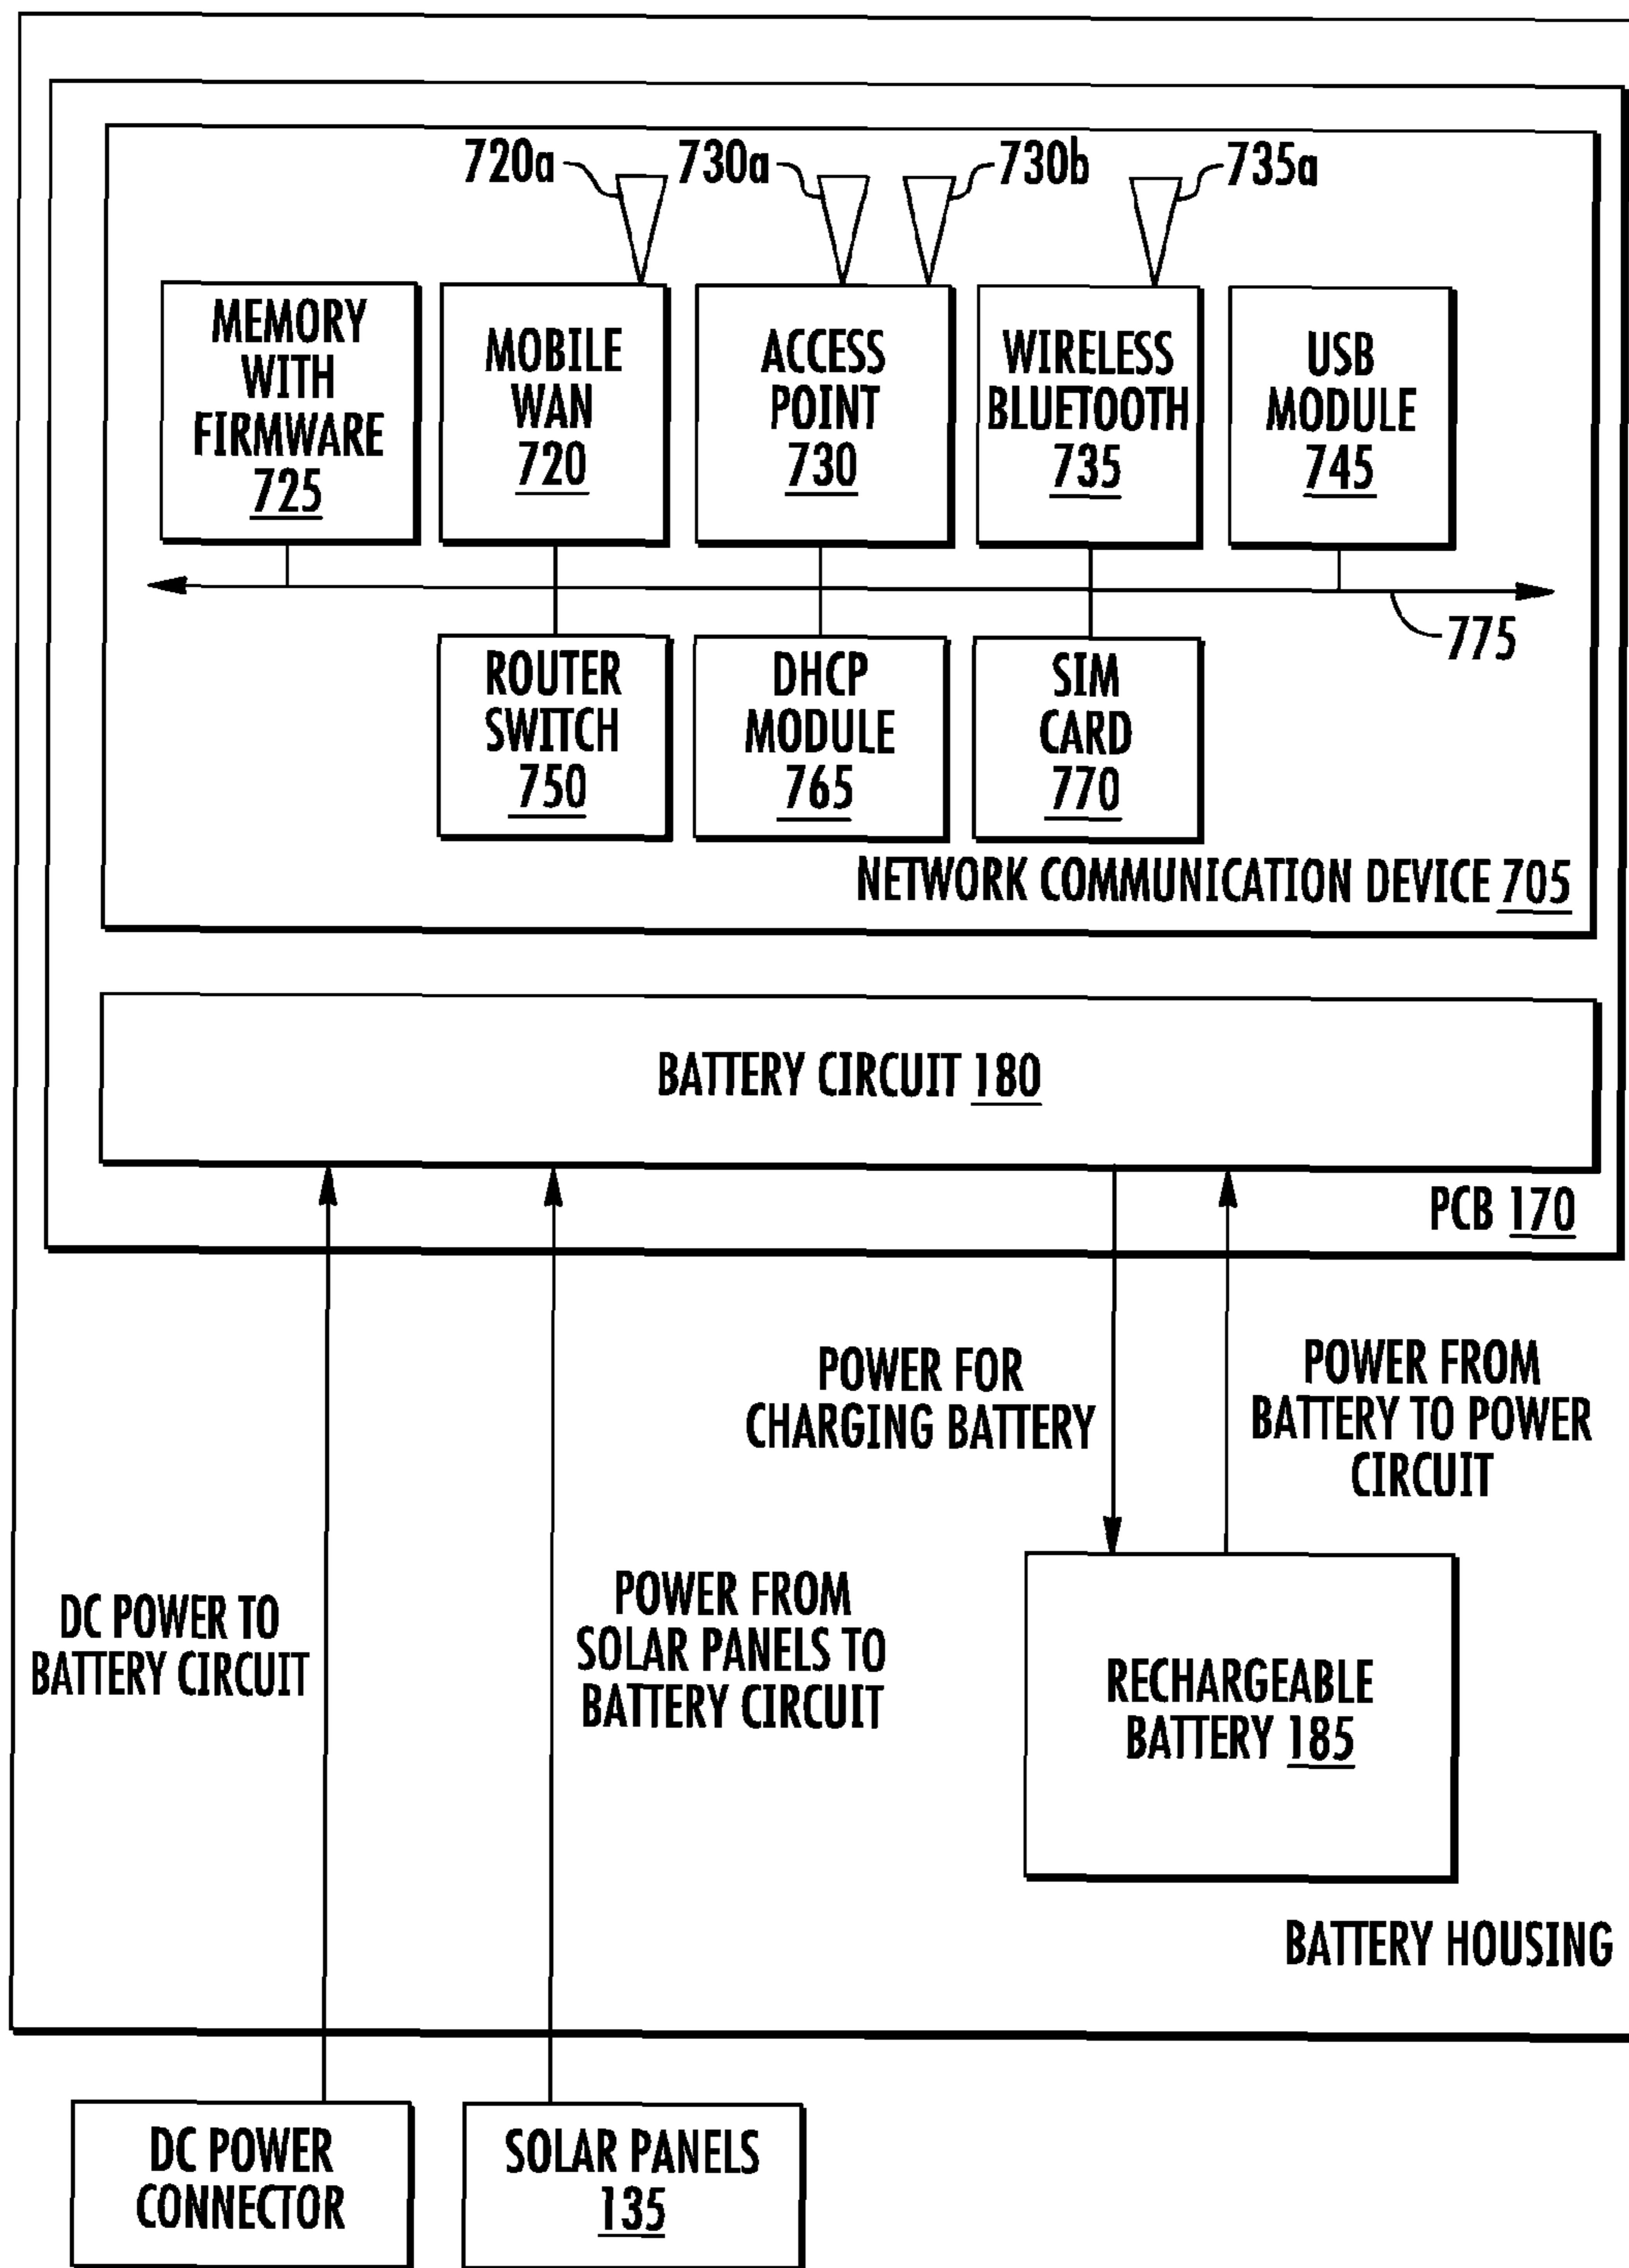 720a
730a
730b
735a
MEMORY
WITH
FIRMWARE
725
MOBILE
WAN
720
ACCESS
POINT
730
WIRELESS
BLUETOOTH
735
USB
MODULE
745
775
ROUTER
SWITCH
750
DHCP
MODULE
765
SIM
CARD
770
NETWORK COMMUNICATION DEVICE 705
BATTERY CIRCUIT 180
PCB 170
POWER FOR
CHARGING BATTERY
POWER FROM
BATTERY TO POWER
CIRCUIT
DC POWER TO
BATTERY CIRCUIT
POWER FROM
SOLAR PANELS TO
BATTERY CIRCUIT
RECHARGEABLE
BATTERY 185
BATTERY HOUSING
DC POWER
CONNECTOR
SOLAR PANELS
135